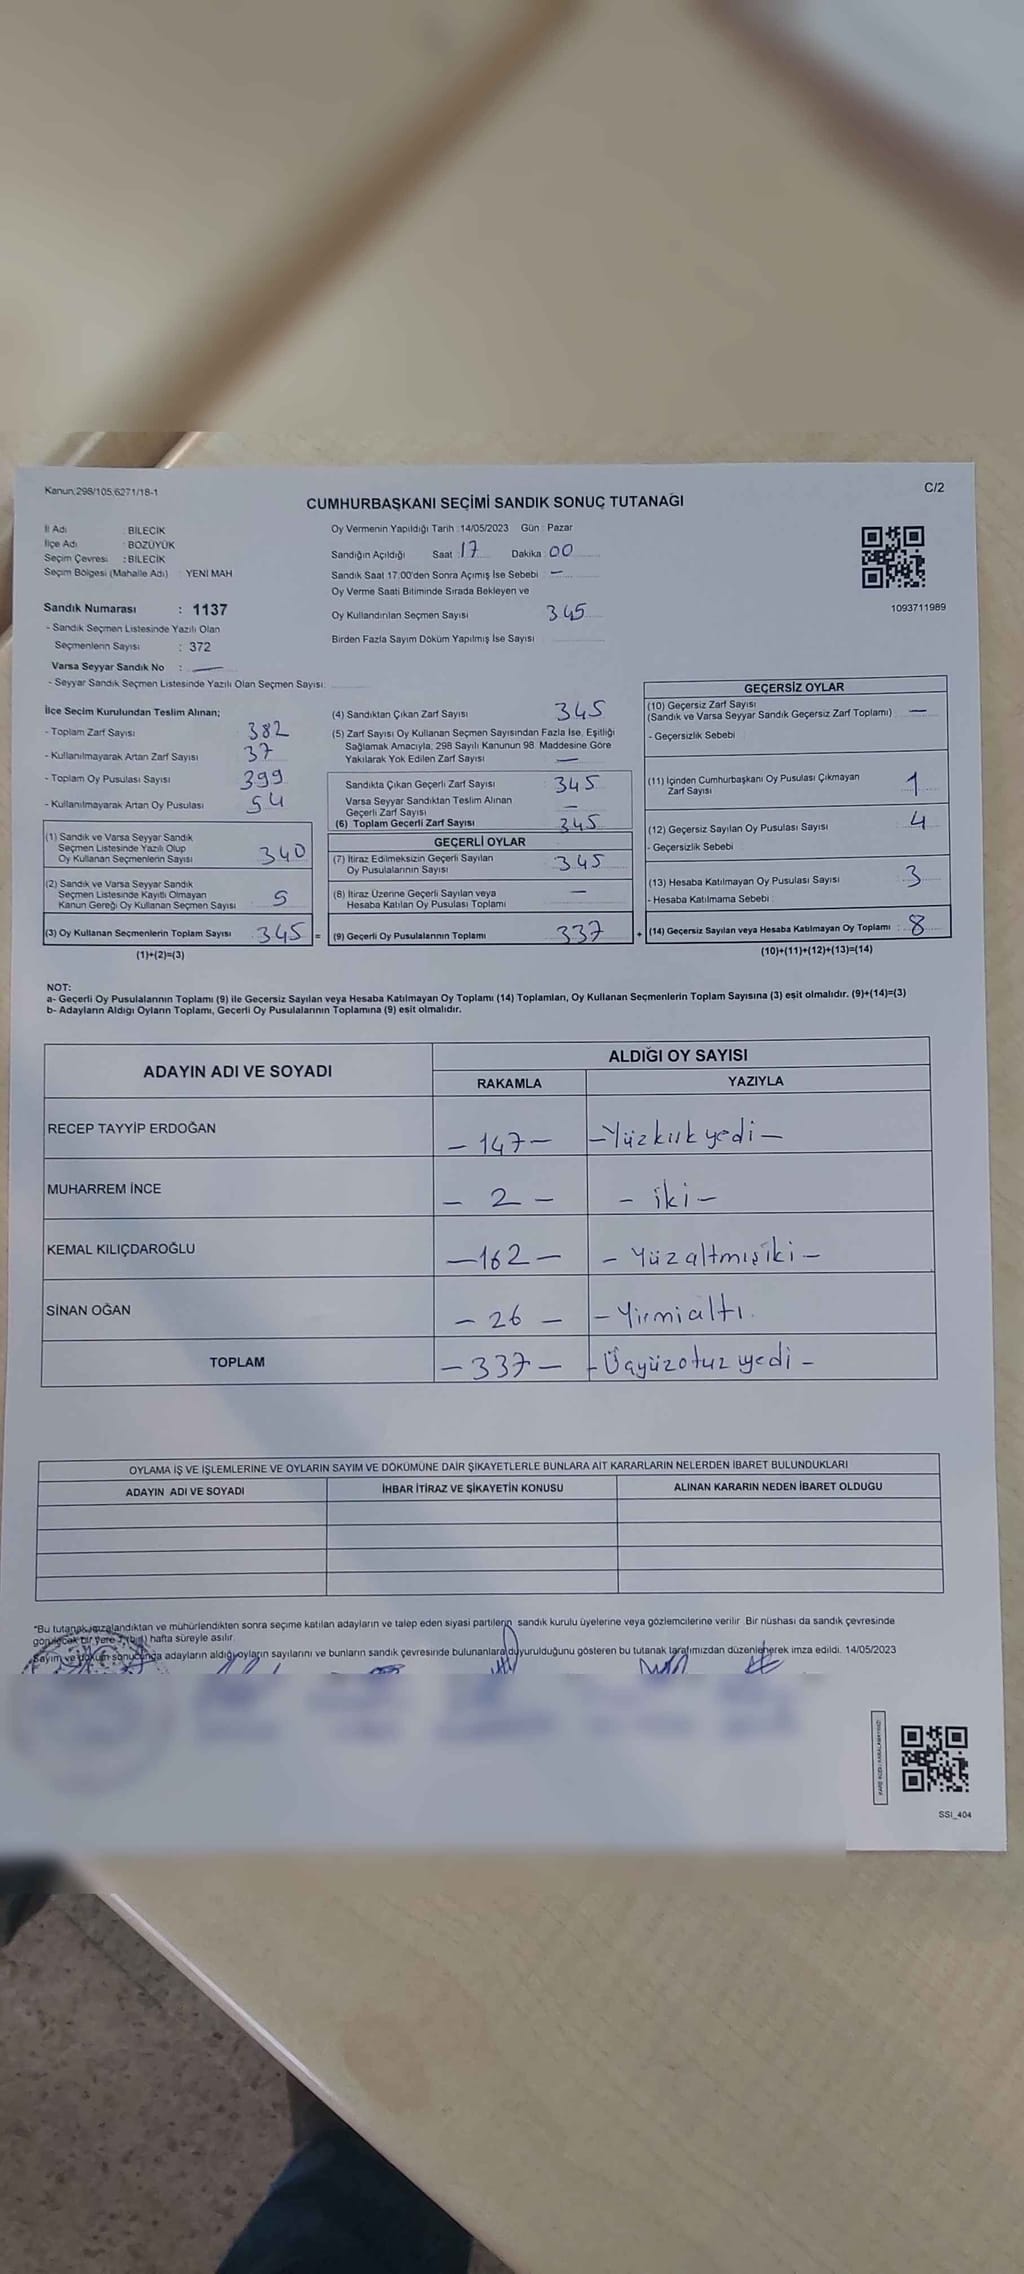 Kanun;298/105,6271/18-1
C/2
CUMHURBAŞKANI SEÇİMİ SANDIK SONUÇ TUTANAĞI
İl Adı : BİLECİK
İlçe Adı : BOZÜYÜK
Seçim Çevresi : BİLECİK
Seçim Bölgesi (Mahalle Adı) : YENİ MAH
Sandık Numarası : 1137
- Sandık Seçmen Listesinde Yazılı Olan
Seçmenlerin Sayısı : 372
Varsa Seyyar Sandık No : —
- Seyyar Sandık Seçmen Listesinde Yazılı Olan Seçmen Sayısı:
Oy Vermenin Yapıldığı Tarih :14/05/2023 Gün : Pazar
Sandığın Açıldığı Saat :17 Dakika :00
Sandık Saat 17:00'den Sonra Açımış İse Sebebi —
Oy Verme Saati Bitiminde Sırada Bekleyen ve
Oy Kullandırılan Seçmen Sayısı 345
Birden Fazla Sayım Döküm Yapılmış İse Sayısı
1093711989
İlçe Secim Kurulundan Teslim Alınan;
- Toplam Zarf Sayısı 382
- Kullanılmayarak Artan Zarf Sayısı 37
- Toplam Oy Pusulası Sayısı 399
- Kullanılmayarak Artan Oy Pusulası 54
(1) Sandık ve Varsa Seyyar Sandık
Seçmen Listesinde Yazılı Olup
Oy Kullanan Seçmenlerin Sayısı 340
(2) Sandık ve Varsa Seyyar Sandık
Seçmen Listesinde Kayıtlı Olmayan
Kanun Gereği Oy Kullanan Seçmen Sayısı 5
(3) Oy Kullanan Seçmenlerin Toplam Sayısı 345 =
(1)+(2)=(3)
(4) Sandıktan Çıkan Zarf Sayısı 345
(5) Zarf Sayısı Oy Kullanan Seçmen Sayısından Fazla İse, Eşitliği
Sağlamak Amacıyla, 298 Sayılı Kanunun 98. Maddesine Göre
Yakılarak Yok Edilen Zarf Sayısı —
Sandıkta Çıkan Geçerli Zarf Sayısı 345
Varsa Seyyar Sandıktan Teslim Alınan
Geçerli Zarf Sayısı —
(6) Toplam Geçerli Zarf Sayısı 345
GEÇERLİ OYLAR
(7) İtiraz Edilmeksizin Geçerli Sayılan
Oy Pusulalarının Sayısı 345
(8) İtiraz Üzerine Geçerli Sayılan veya
Hesaba Katılan Oy Pusulası Toplamı —
(9) Geçerli Oy Pusulalarının Toplamı 337 +
GEÇERSİZ OYLAR
(10) Geçersiz Zarf Sayısı
(Sandık ve Varsa Seyyar Sandık Geçersiz Zarf Toplamı) —
- Geçersizlik Sebebi
(11) İçinden Cumhurbaşkanı Oy Pusulası Çıkmayan
Zarf Sayısı 1
(12) Geçersiz Sayılan Oy Pusulası Sayısı 4
- Geçersizlik Sebebi
(13) Hesaba Katılmayan Oy Pusulası Sayısı 3
- Hesaba Katılmama Sebebi
(14) Geçersiz Sayılan veya Hesaba Katılmayan Oy Toplamı : 8
(10)+(11)+(12)+(13)=(14)
NOT:
a- Geçerli Oy Pusulalarının Toplamı (9) ile Gecersiz Sayılan veya Hesaba Katılmayan Oy Toplamı (14) Toplamları, Oy Kullanan Seçmenlerin Toplam Sayısına (3) eşit olmalıdır. (9)+(14)=(3)
b- Adayların Aldığı Oyların Toplamı, Geçerli Oy Pusulalarının Toplamına (9) eşit olmalıdır.
ADAYIN ADI VE SOYADI
ALDIĞI OY SAYISI
RAKAMLA YAZIYLA
RECEP TAYYİP ERDOĞAN – 147 – – Yüzkırkyedi –
MUHARREM İNCE – 2 – – iki –
KEMAL KILIÇDAROĞLU – 162 – – Yüzaltmışiki –
SİNAN OĞAN – 26 – – Yirmialtı.
TOPLAM – 337 – – Üçyüzotuzyedi –
OYLAMA İŞ VE İŞLEMLERİNE VE OYLARIN SAYIM VE DÖKÜMÜNE DAİR ŞİKAYETLERLE BUNLARA AİT KARARLARIN NELERDEN İBARET BULUNDUKLARI
ADAYIN ADI VE SOYADI İHBAR İTİRAZ VE ŞİKAYETİN KONUSU ALINAN KARARIN NEDEN İBARET OLDUĞU
"Bu tutanak imzalandıktan ve mühürlendikten sonra seçime katılan adayların ve talep eden siyasi partilerin sandık kurulu üyelerine veya gözlemcilerine verilir. Bir nüshası da sandık çevresinde
görülecek bir yere 1 (bir) hafta süreyle asılır.
Sayım ve döküm sonucunda adayların aldığı oyların sayılarını ve bunların sandık çevresinde bulunanlara duyurulduğunu gösteren bu tutanak tarafımızdan düzenlenerek imza edildi. 14/05/2023
SSI_404